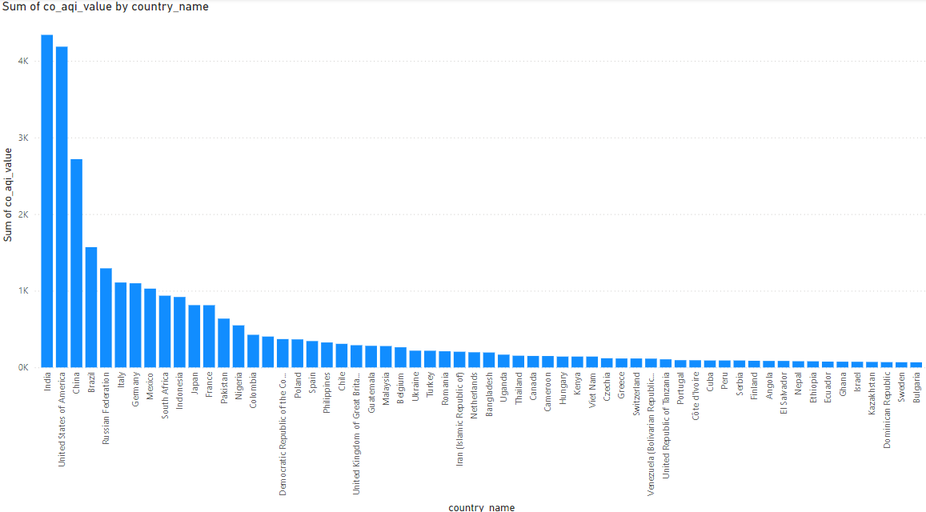 Sum of co_aqi_value by country_name
4K
3K
2K
1K
0K
Sum of co_aqi_value
India
United States of America
China
Brazil
Russian Federation
Italy
Germany
Mexico
South Africa
Indonesia
Japan
France
Pakistan
Nigeria
Colombia
Democratic Republic of the Co...
Poland
Spain
Philippines
Chile
United Kingdom of Great Brita...
Guatemala
Malaysia
Belgium
Ukraine
Turkey
Romania
Iran (Islamic Republic of)
Netherlands
Bangladesh
Uganda
Thailand
Canada
Cameroon
Hungary
Kenya
Viet Nam
Czechia
Greece
Switzerland
Venezuela (Bolivarian Republic...
United Republic of Tanzania
Portugal
Côte d'Ivoire
Cuba
Peru
Serbia
Finland
Angola
El Salvador
Nepal
Ethiopia
Ecuador
Ghana
Israel
Kazakhstan
Dominican Republic
Sweden
Bulgaria
country_name